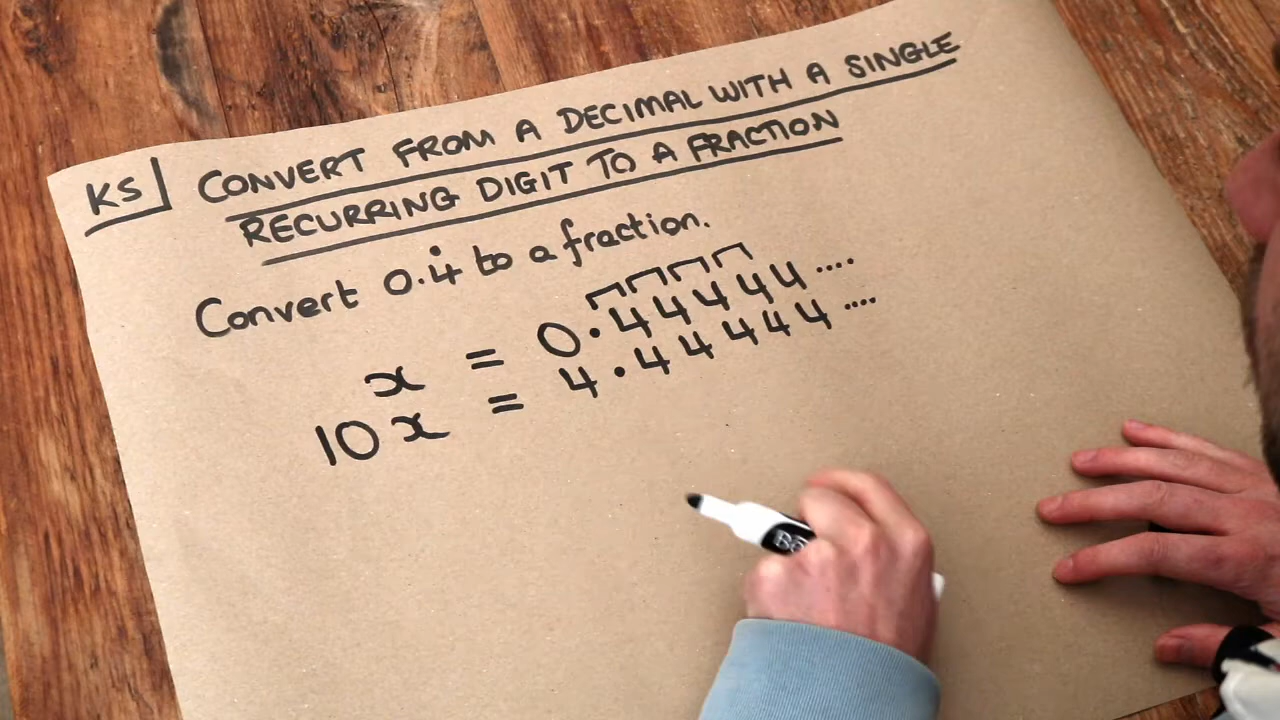 KS
CONVERT FROM A DECIMAL WITH A SINGLE
RECURRING DIGIT TO A FRACTION
Convert 0.4̇ to a fraction.
x = 0.44444....
10x = 4.44444....